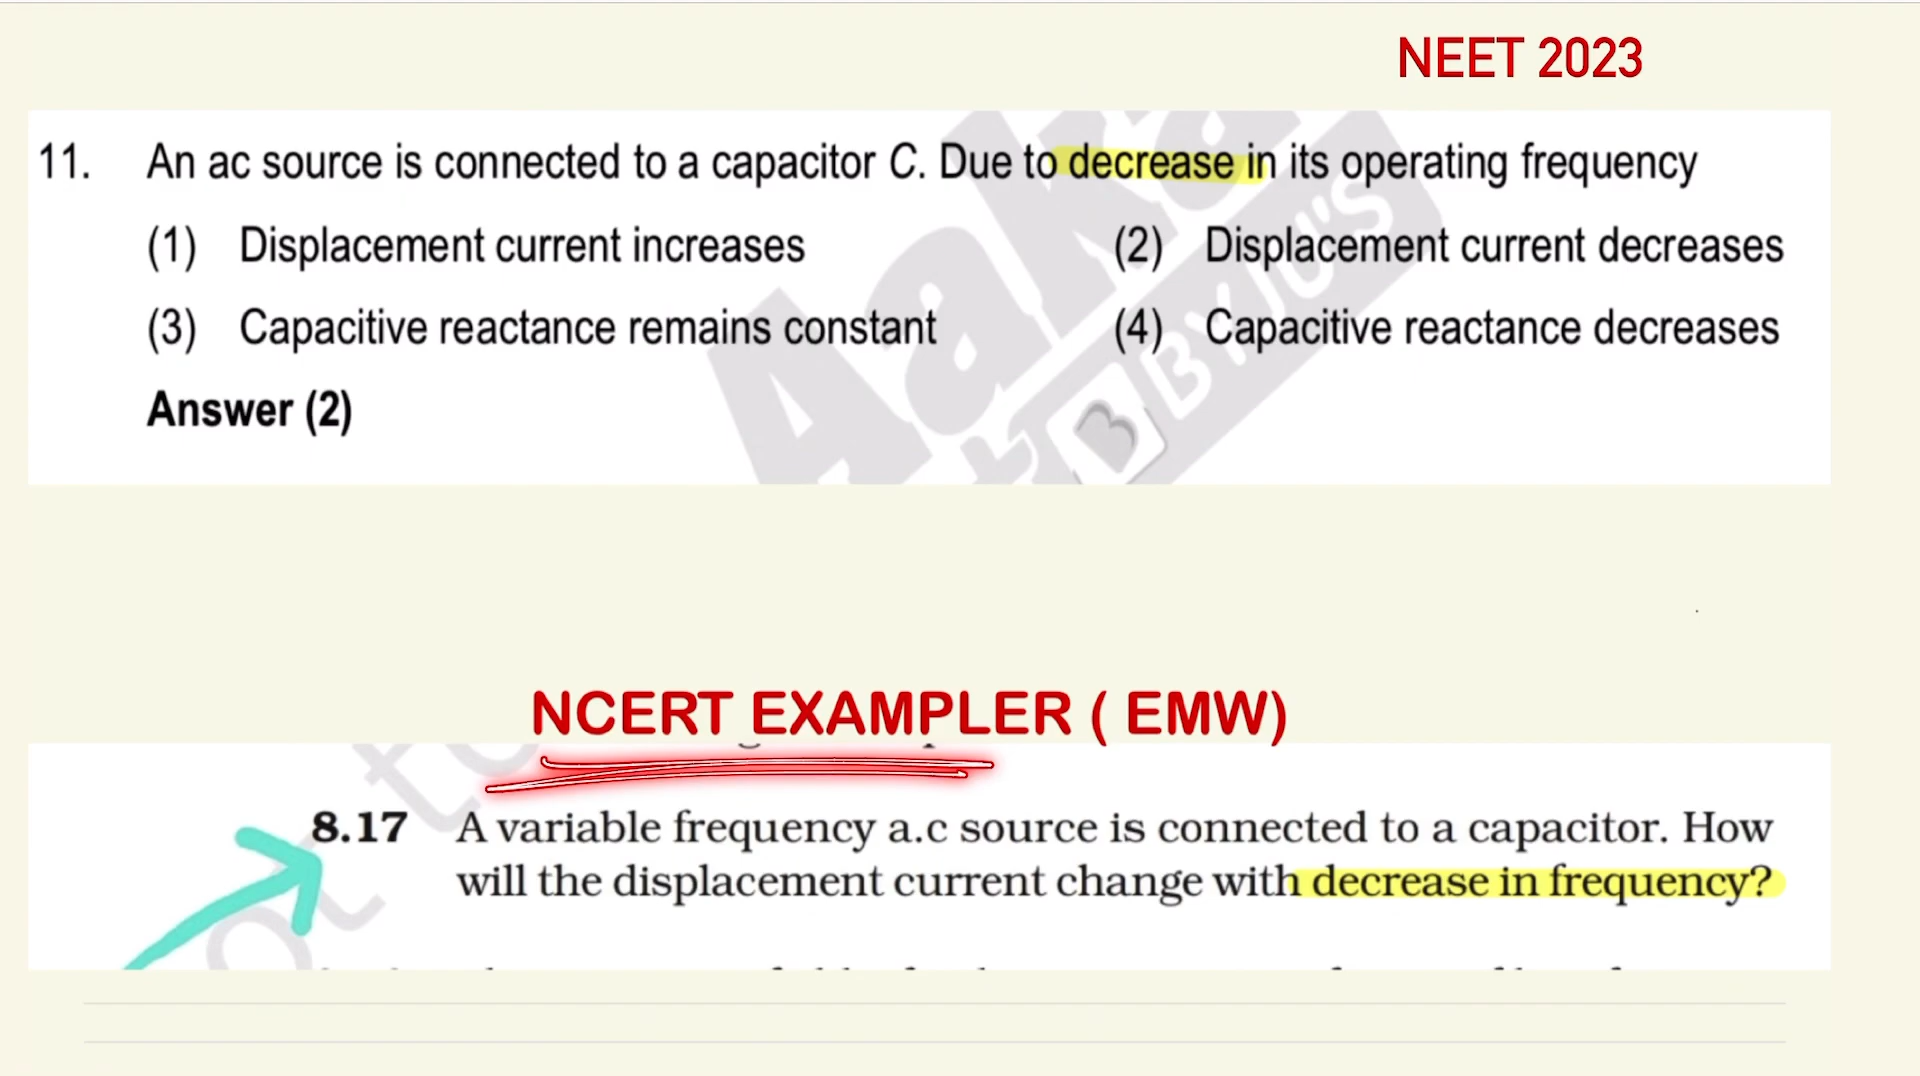 NEET 2023
11. An ac source is connected to a capacitor C. Due to decrease in its operating frequency
(1) Displacement current increases (2) Displacement current decreases
(3) Capacitive reactance remains constant (4) Capacitive reactance decreases
Answer (2)
BYJU'S
NCERT EXAMPLER ( EMW)
8.17 A variable frequency a.c source is connected to a capacitor. How
will the displacement current change with decrease in frequency?